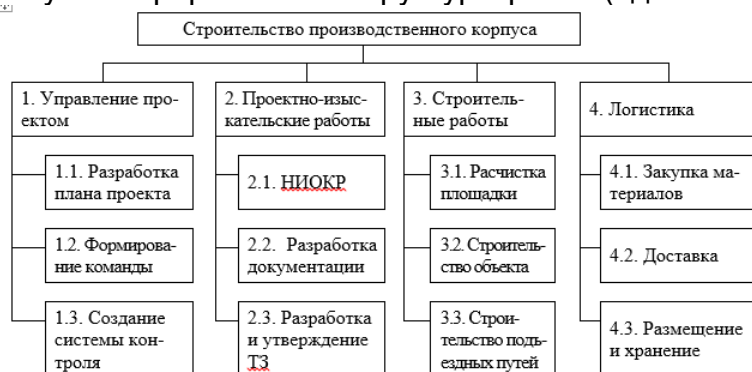 Строительство производственного корпуса
1. Управление про-
ектом
2. Проектно-изыс-
кательские работы
3. Строитель-
ные работы
4. Логистика
1.1. Разработка
плана проекта
2.1. НИОКР
3.1. Расчистка
площадки
4.1. Закупка ма-
териалов
1.2. Формирова-
ние команды
2.2. Разработка
документации
3.2. Строитель-
ство объекта
4.2. Доставка
1.3. Создание
системы кон-
троля
2.3. Разработка
и утверждение
ТЗ
3.3. Строи-
тельство подъ-
ездных путей
4.3. Размещение
и хранение